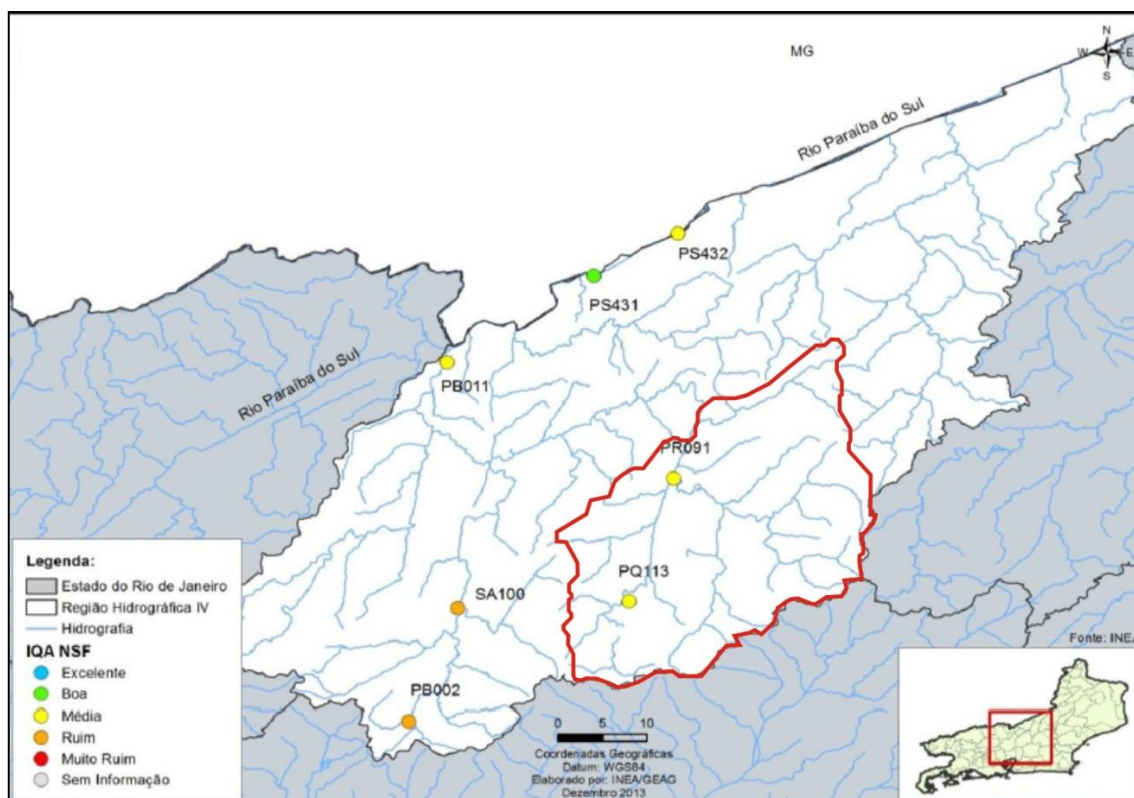 MG
N
W
E
S
Rio Paraíba do Sul
PS432
PS431
Rio Paraíba do Sul
PB011
PR091
PQ113
SA100
PB002
Legenda:
Estado do Rio de Janeiro
Região Hidrográfica IV
Hidrografia
IQA NSF
Excelente
Boa
Média
Ruim
Muito Ruim
Sem Informação
0 5 10
Coordenadas Geográficas
Datum: WGS84
Elaborado por: INEA/GEAG
Dezembro 2013
Fonte: INEA